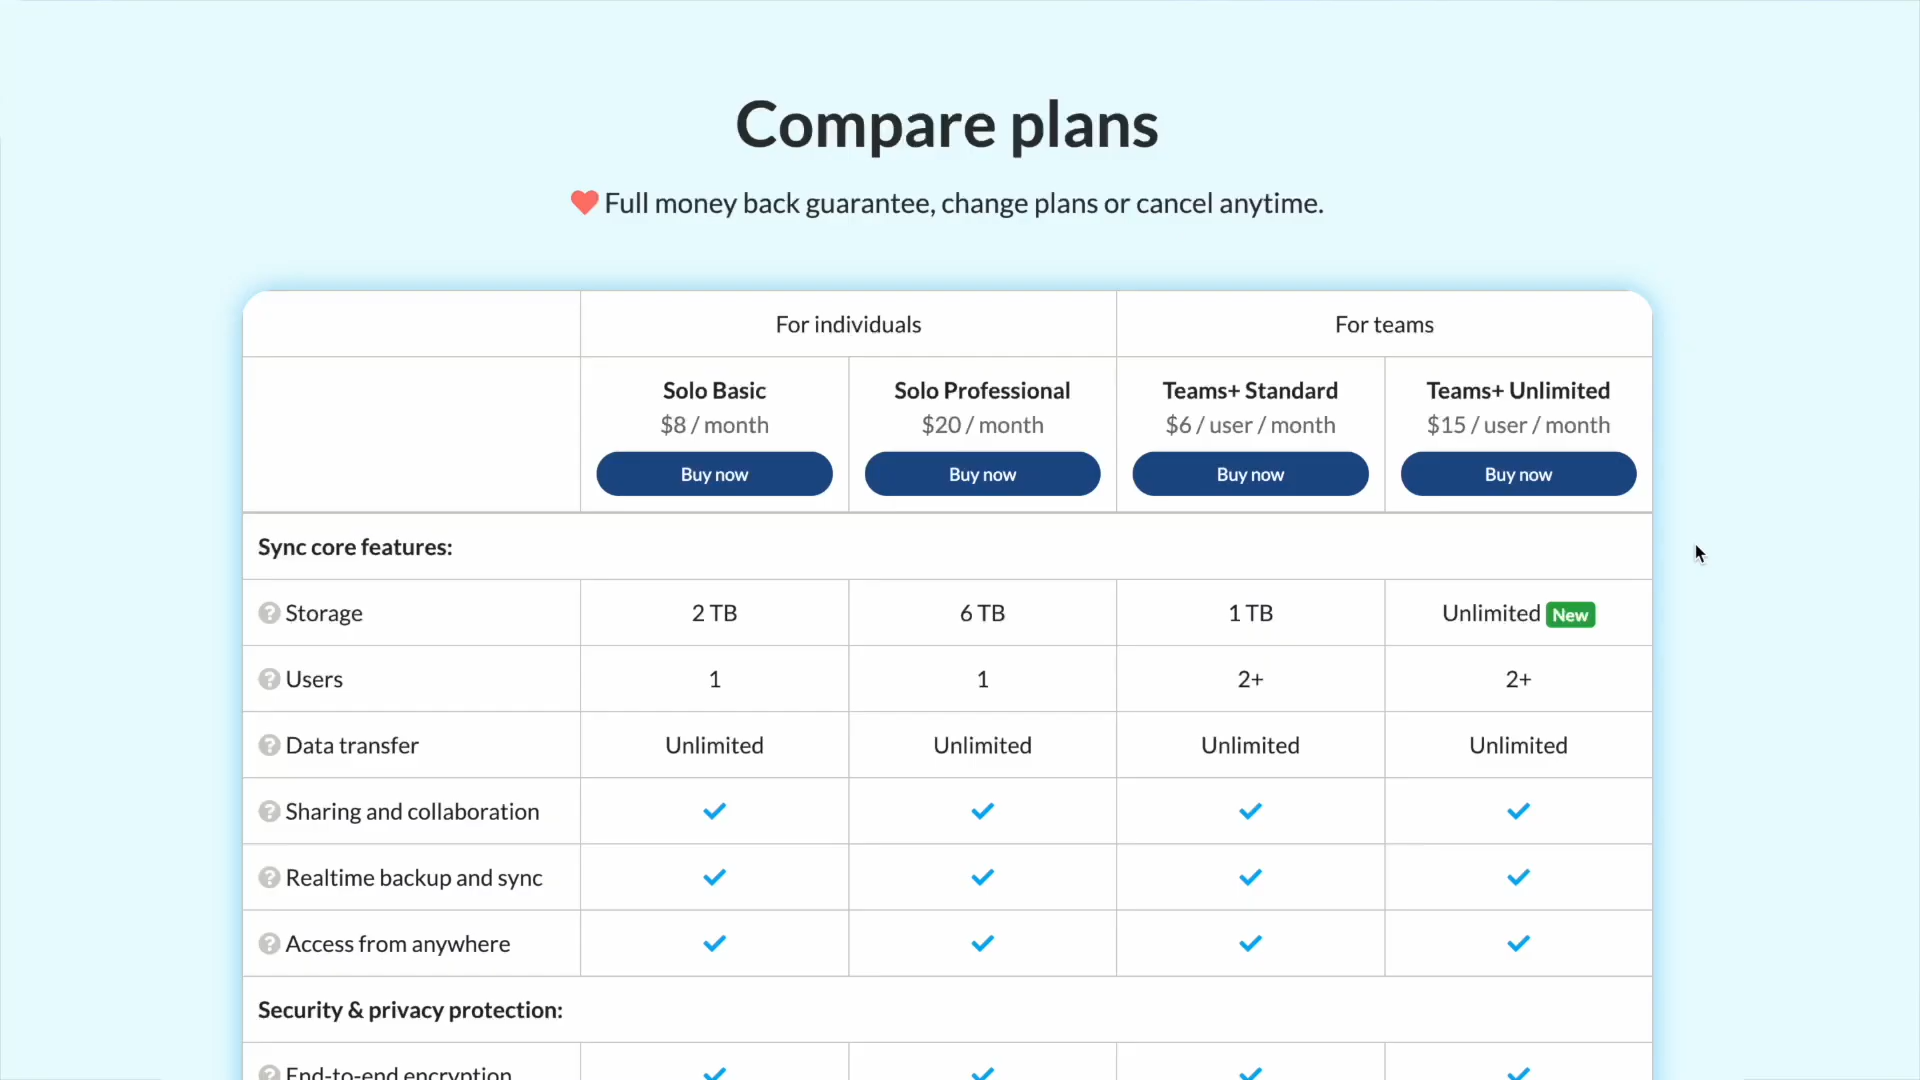 Compare plans
Full money back guarantee, change plans or cancel anytime.
For individuals
For teams
Solo Basic
$8 / month
Buy now
Solo Professional
$20 / month
Buy now
Teams+ Standard
$6 / user / month
Buy now
Teams+ Unlimited
$15 / user / month
Buy now
Sync core features:
? Storage 2 TB 6 TB 1 TB Unlimited New
? Users 1 1 2+ 2+
? Data transfer Unlimited Unlimited Unlimited Unlimited
? Sharing and collaboration
? Realtime backup and sync
? Access from anywhere
Security & privacy protection:
? End-to-end encryption